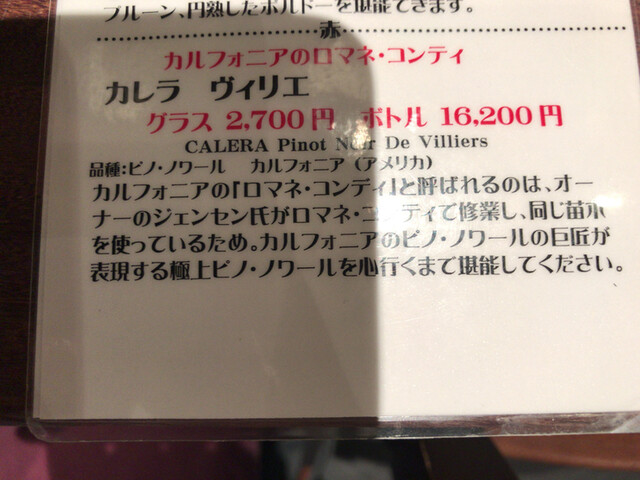 プルーン、円熟したボルドーを堪能できます。
赤
カルフォニアのロマネ・コンティ
カレラ ヴィリエ
グラス 2,700円 ボトル 16,200円
CALERA Pinot Noir De Villiers
品種:ピノ・ノワール カルフォニア(アメリカ)
カルフォニアの「ロマネ・コンティ」と呼ばれるのは、オー
ナーのジェンセン氏がロマネ・コンティで修業し、同じ苗木
を使っているため。カルフォニアのピノ・ノワールの巨匠が
表現する極上ピノ・ノワールを心行くまで堪能してください。